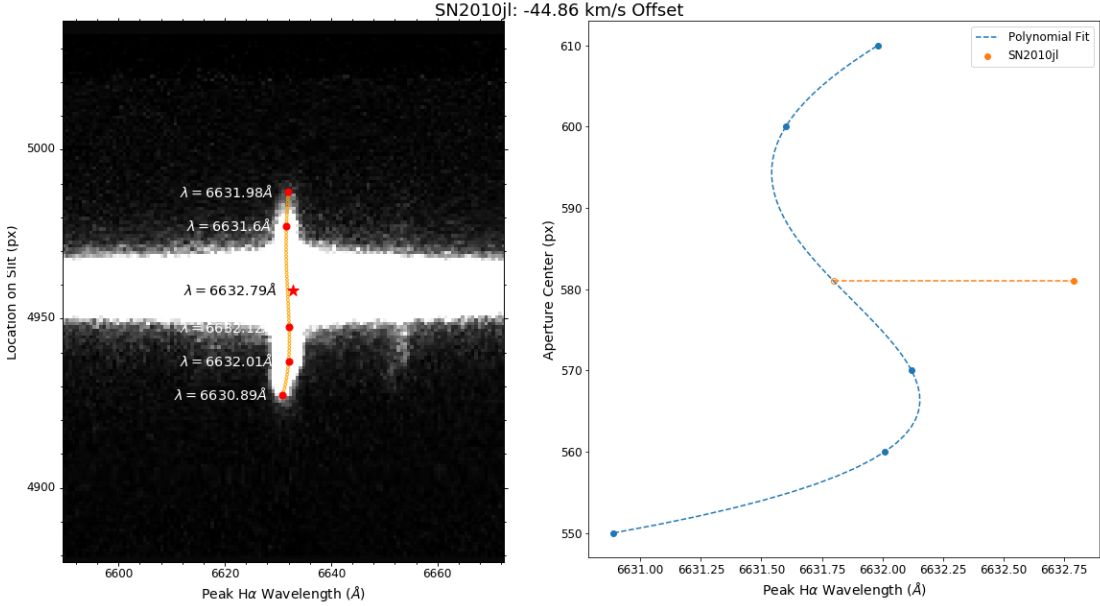 SN2010jl: -44.86 km/s Offset
Location on Slit (px)
5000
4950
4900
λ = 6631.98Å
λ = 6631.6Å
λ = 6632.79Å
λ = 6632.12Å
λ = 6632.01Å
λ = 6630.89Å
6600 6620 6640 6660
Peak Hα Wavelength (Å)
Aperture Center (px)
610
600
590
580
570
560
550
Polynomial Fit
SN2010jl
6631.00 6631.25 6631.50 6631.75 6632.00 6632.25 6632.50 6632.75
Peak Hα Wavelength (Å)